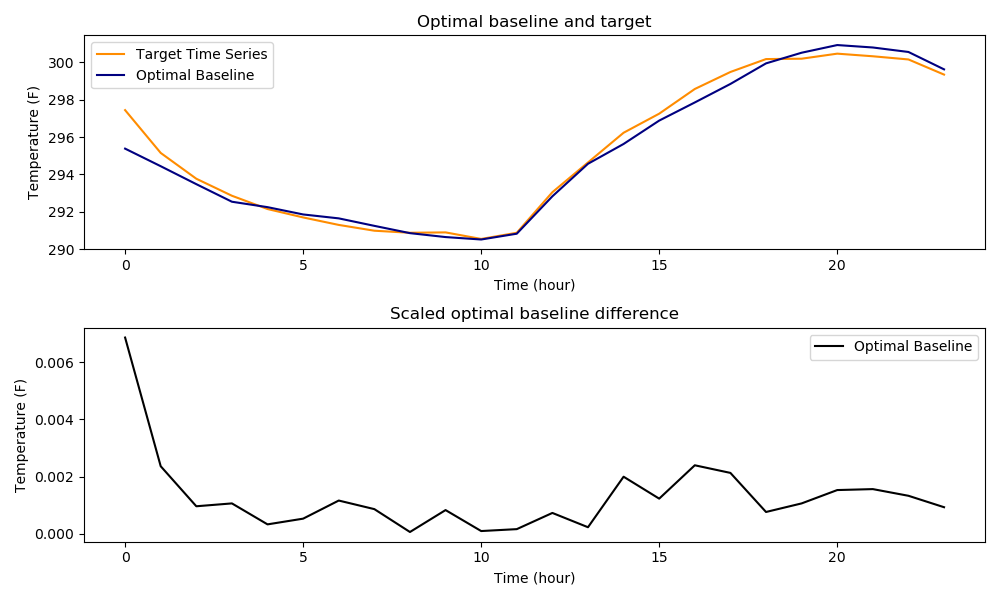 Optimal baseline and target
Target Time Series
Optimal Baseline
Temperature (F)
300
298
296
294
292
290
0
5
10
15
20
Time (hour)
Scaled optimal baseline difference
Optimal Baseline
Temperature (F)
0.006
0.004
0.002
0.000
0
5
10
15
20
Time (hour)